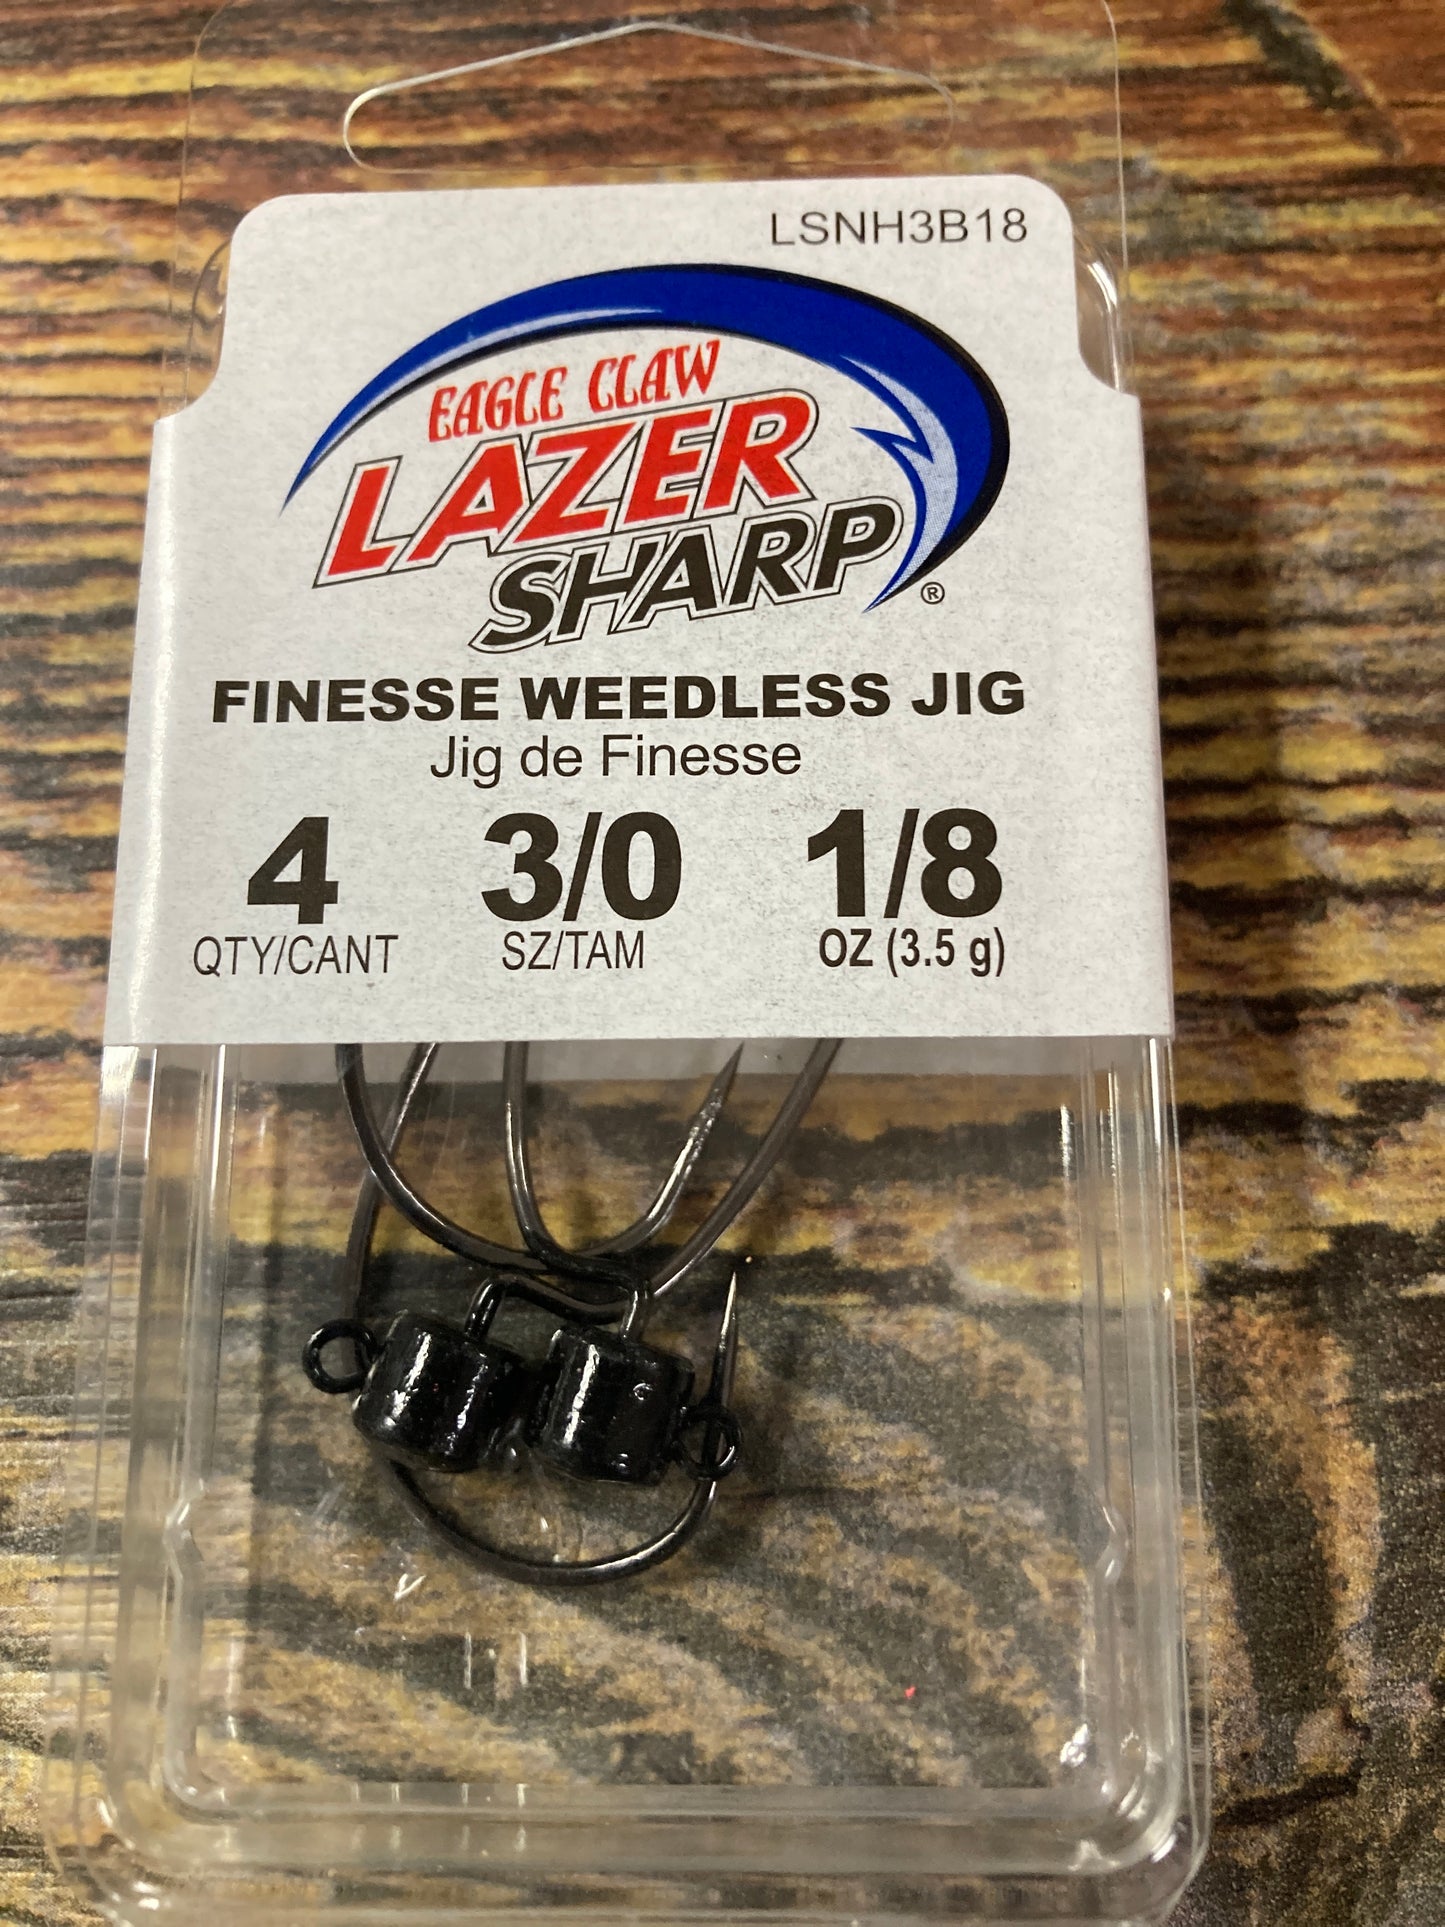 LSNH3B18
EAGLE CLAW
LAZER
SHARP®
FINESSE WEEDLESS JIG
Jig de Finesse
4 3/0 1/8
QTY/CANT SZ/TAM OZ (3.5 g)